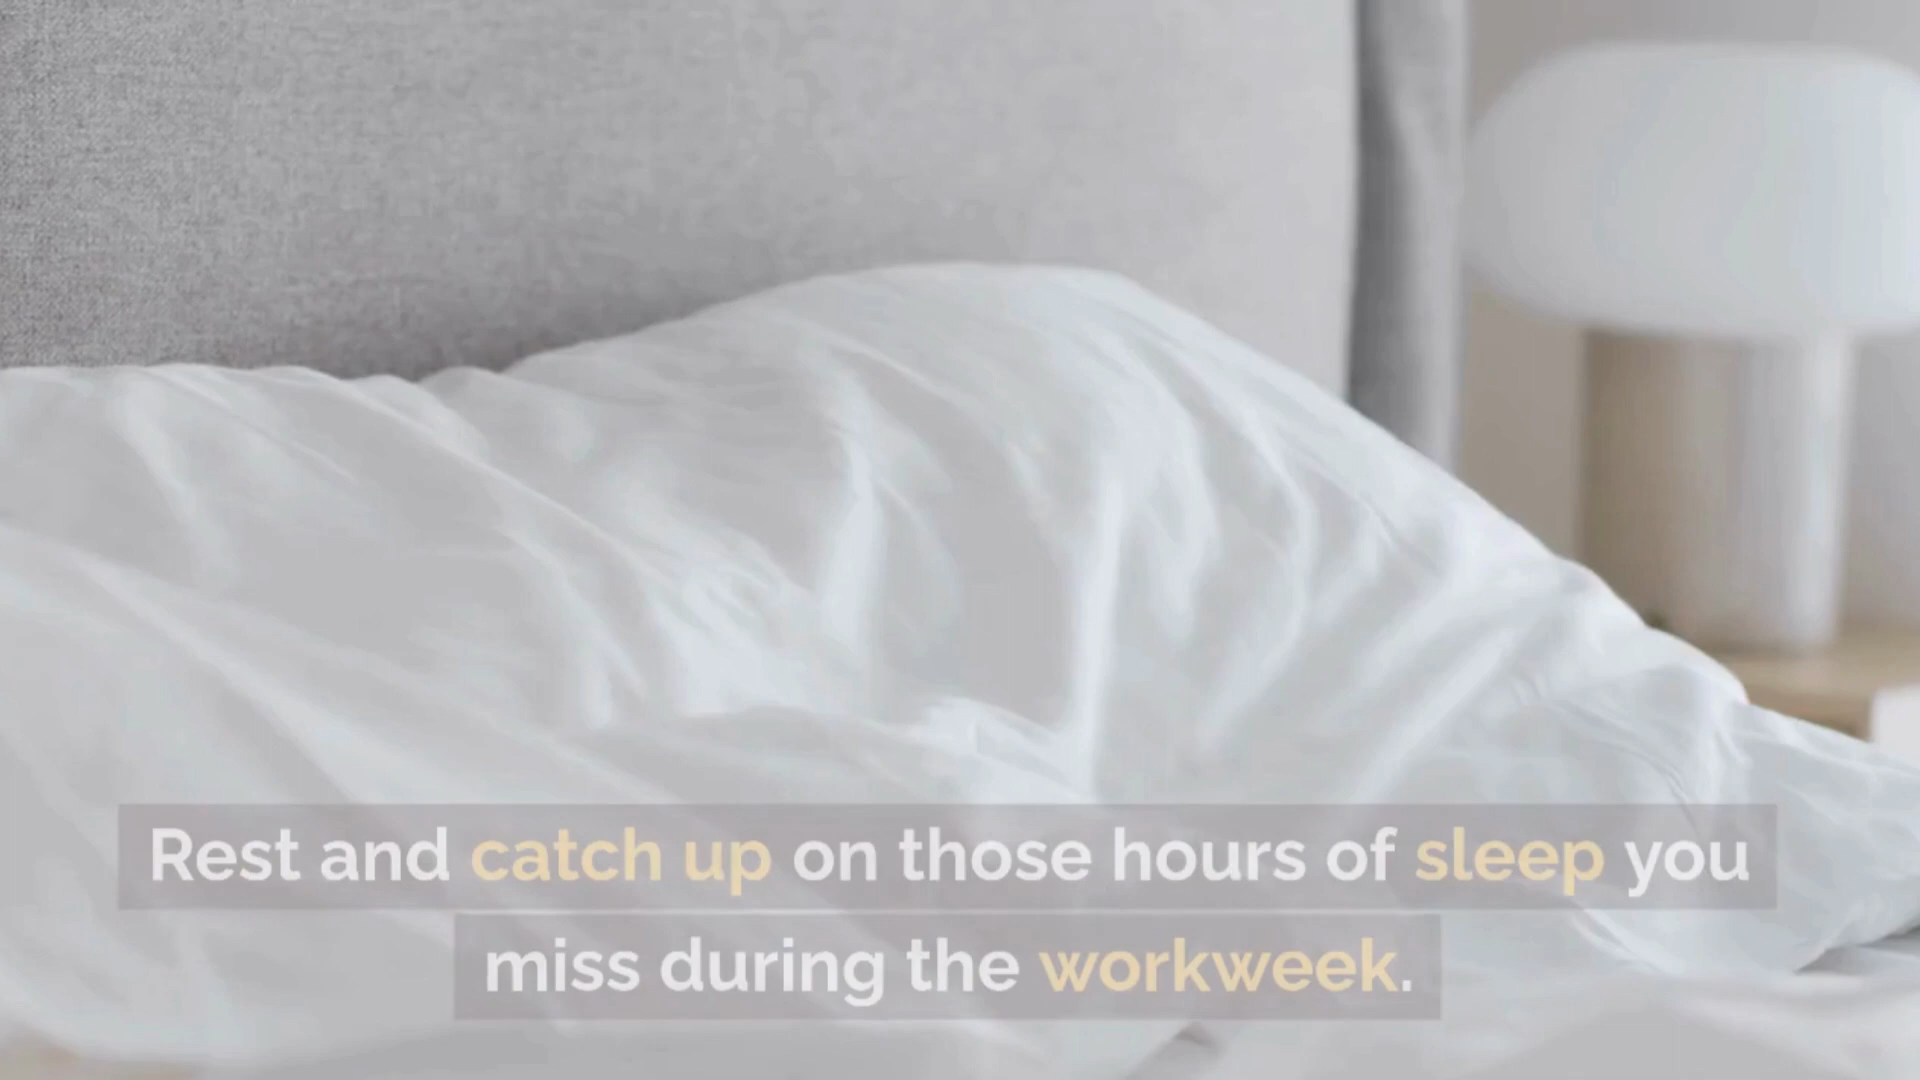 Rest and catch up on those hours of sleep you
miss during the workweek.